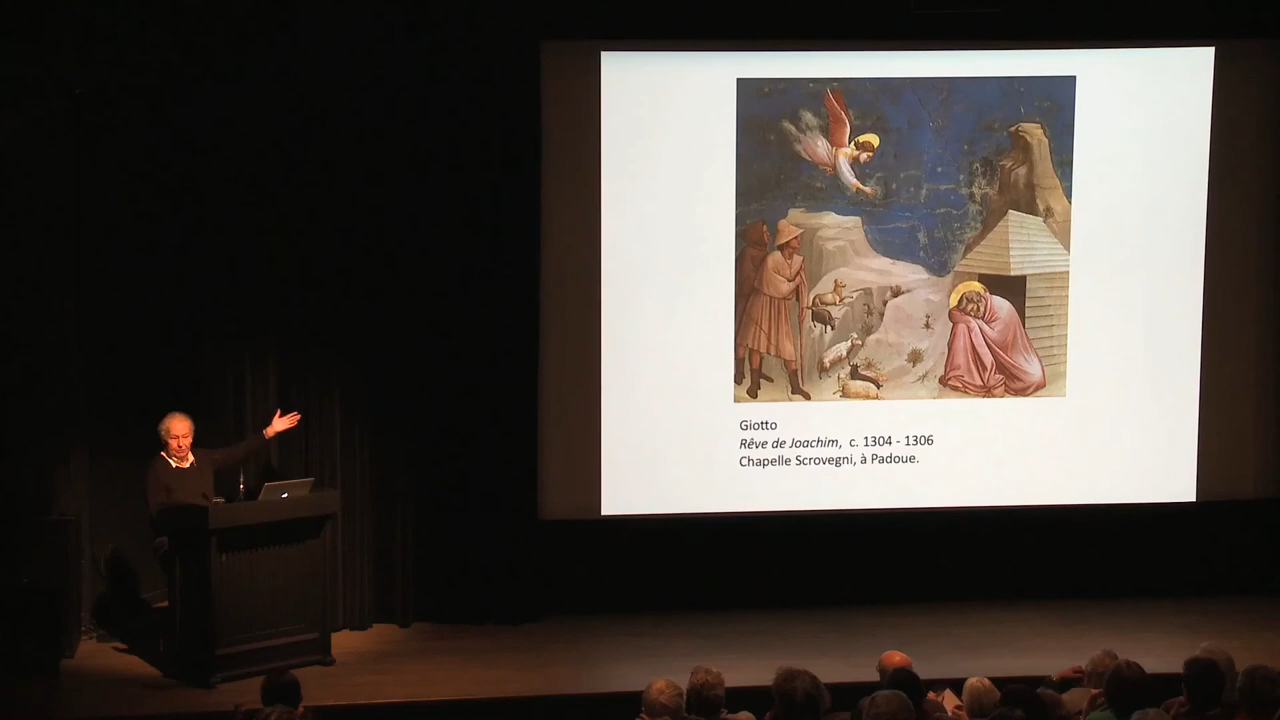 Giotto
Rêve de Joachim, c. 1304 - 1306
Chapelle Scrovegni, à Padoue.